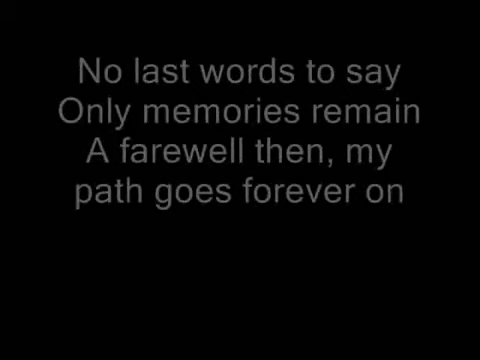 No last words to say
Only memories remain
A farewell then, my
path goes forever on